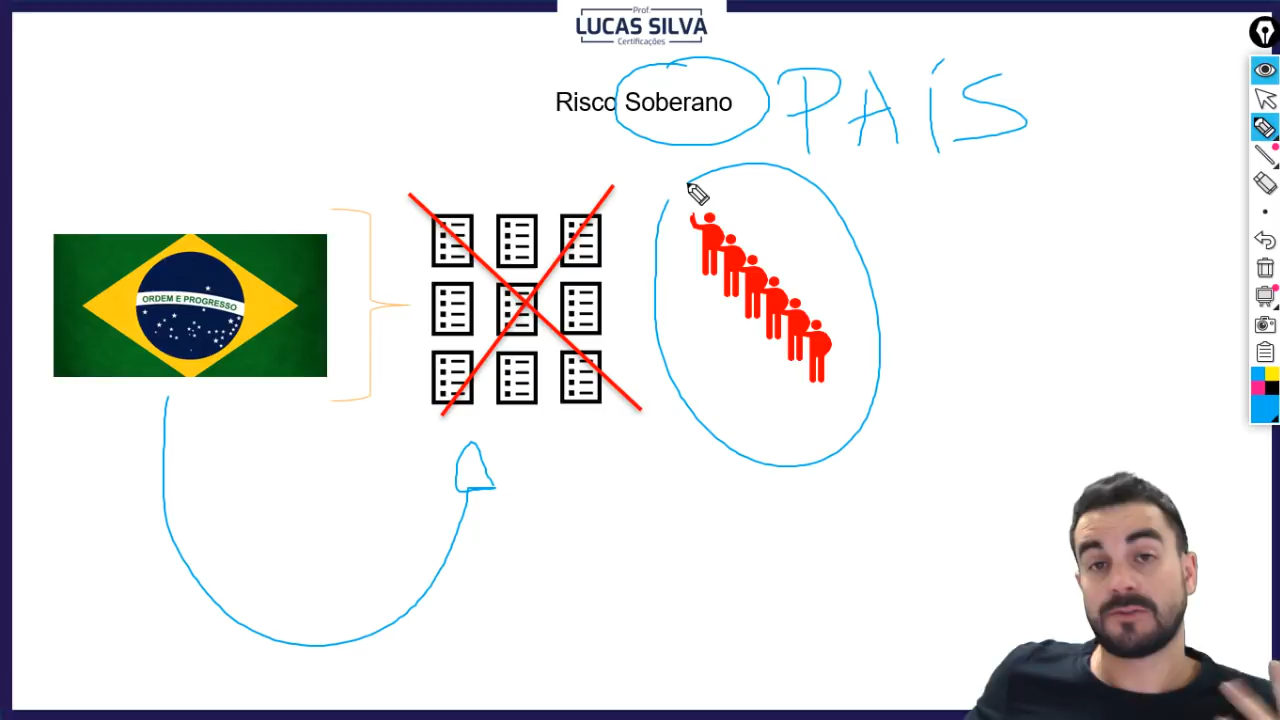 Prof.
LUCAS SILVA
Certificações
Risco Soberano PAÍS
ORDEM E PROGRESSO